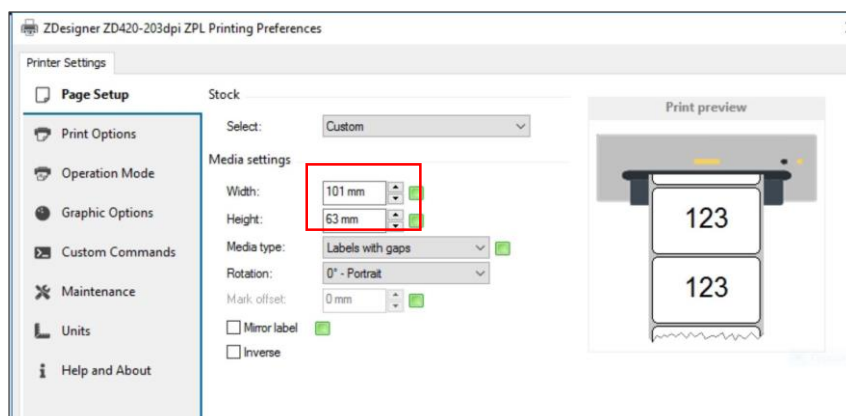 ZDesigner ZD420-203dpi ZPL Printing Preferences
Printer Settings
Page Setup
Print Options
Operation Mode
Graphic Options
Custom Commands
Maintenance
Units
Help and About
Stock
Select: Custom
Media settings
Width: 101 mm
Height: 63 mm
Media type: Labels with gaps
Rotation: 0° - Portrait
Mark offset: 0 mm
Mirror label
Inverse
Print preview
123
123